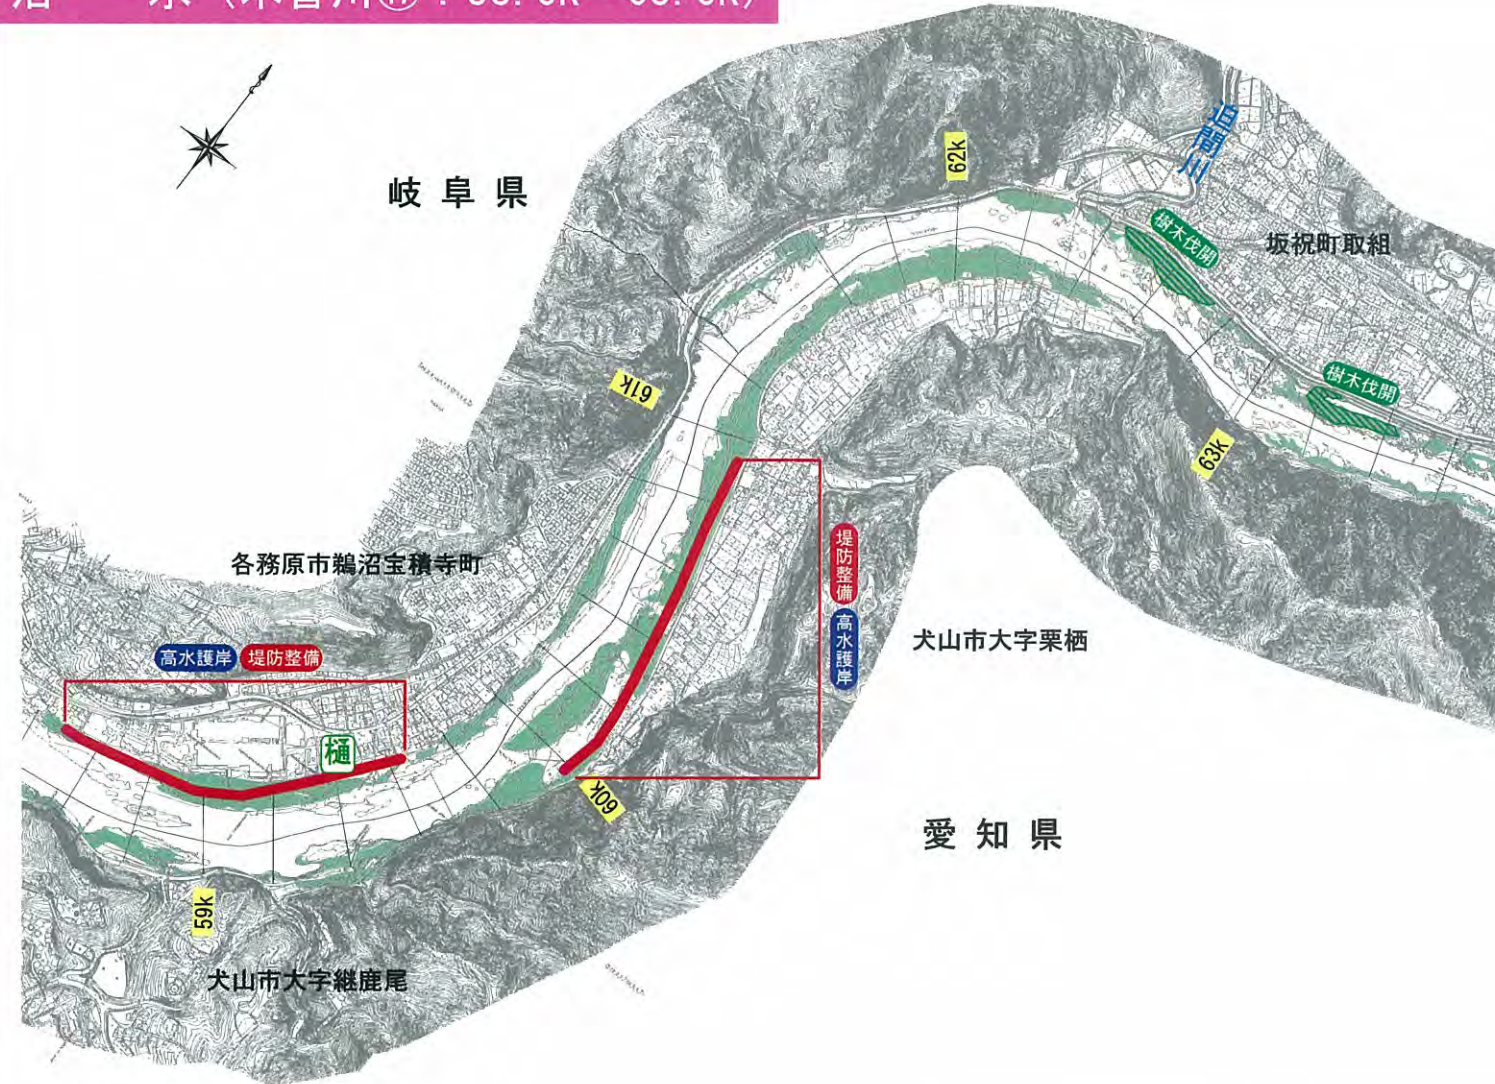 岐阜県
迫間川
62k
樹木伐開
坂祝町取組
樹木伐開
61k
63k
各務原市鵜沼宝積寺町
堤防整備
高水護岸
犬山市大字栗栖
高水護岸
堤防整備
樋
60k
愛知県
59k
犬山市大字継鹿尾